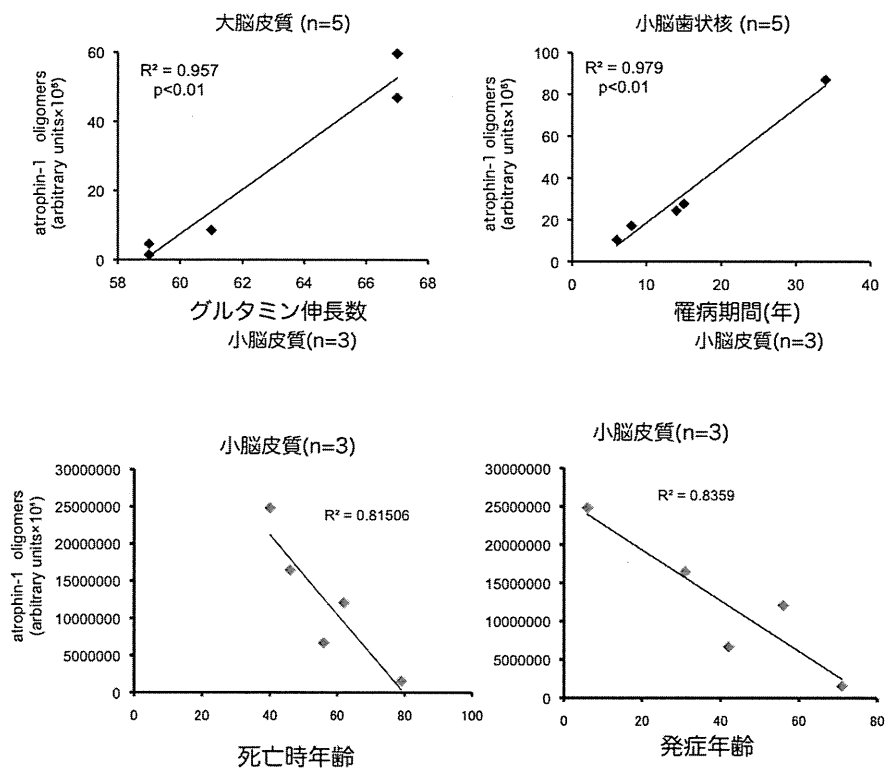 大脳皮質 (n=5)
R² = 0.957
p<0.01
atrophin-1 oligomers
(arbitrary units×10⁶)
60
40
20
0
58
60
62
64
66
68
グルタミン伸長数
小脳皮質(n=3)
小脳歯状核 (n=5)
R² = 0.979
p<0.01
atrophin-1 oligomers
(arbitrary units×10⁶)
100
80
60
40
20
0
0
10
20
30
40
罹病期間(年)
小脳皮質(n=3)
小脳皮質(n=3)
R² = 0.81506
atrophin-1 oligomers
30000000
25000000
20000000
15000000
10000000
5000000
0
0
20
40
60
80
100
死亡時年齢
小脳皮質(n=3)
R² = 0.8359
30000000
25000000
20000000
15000000
10000000
5000000
0
0
20
40
60
80
発症年齢